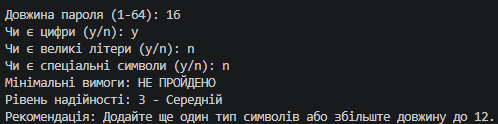 Довжина пароля (1-64): 16
Чи є цифри (y/n): y
Чи є великі літери (y/n): n
Чи є спеціальні символи (y/n): n
Мінімальні вимоги: НЕ ПРОЙДЕНО
Рівень надійності: 3 - Середній
Рекомендація: Додайте ще один тип символів або збільште довжину до 12.